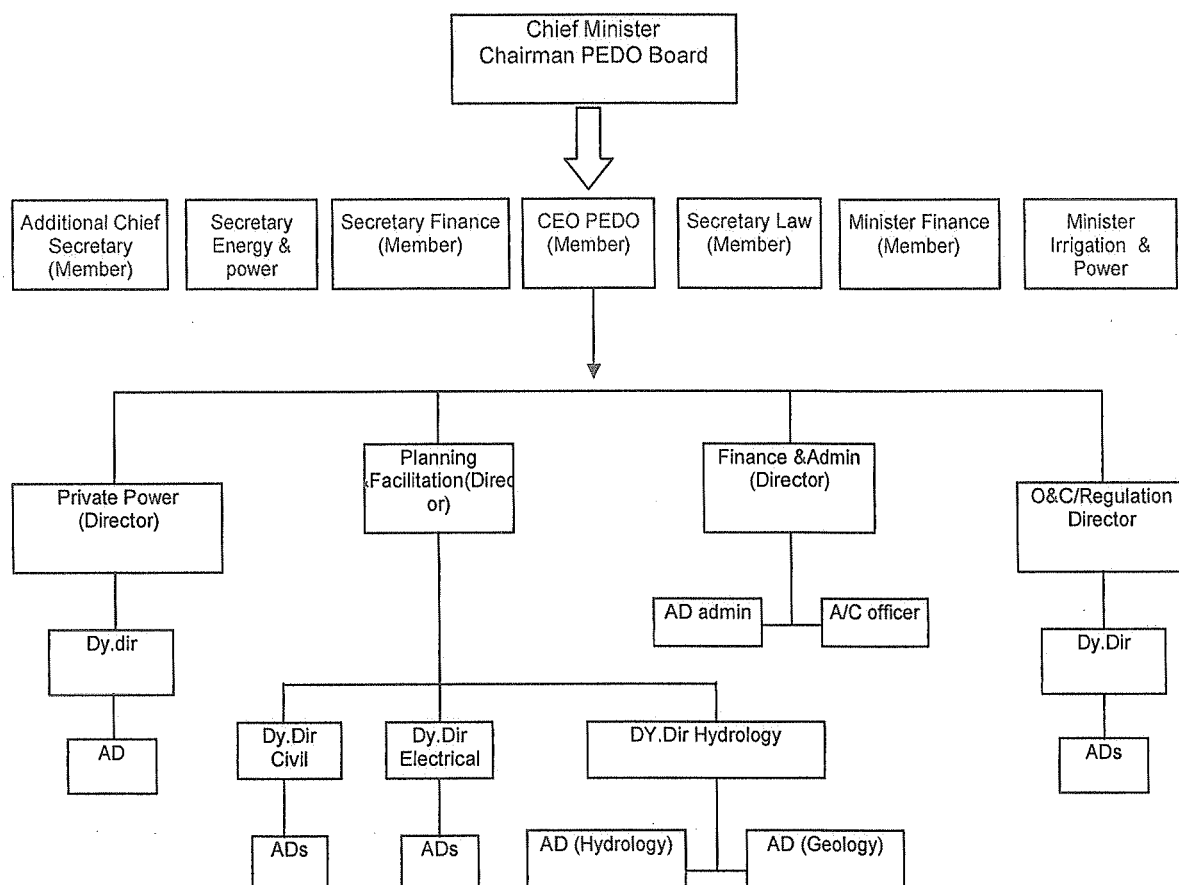 Chief Minister
Chairman PEDO Board
Additional Chief
Secretary
(Member)
Secretary
Energy &
power
Secretary Finance
(Member)
CEO PEDO
(Member)
Secretary Law
(Member)
Minister Finance
(Member)
Minister
Irrigation &
Power
Private Power
(Director)
Planning
&Facilitation(Direc
or)
Finance &Admin
(Director)
O&C/Regulation
Director
AD admin
A/C officer
Dy.dir
Dy.Dir
AD
Dy.Dir
Civil
Dy.Dir
Electrical
DY.Dir Hydrology
ADs
ADs
ADs
AD (Hydrology)
AD (Geology)